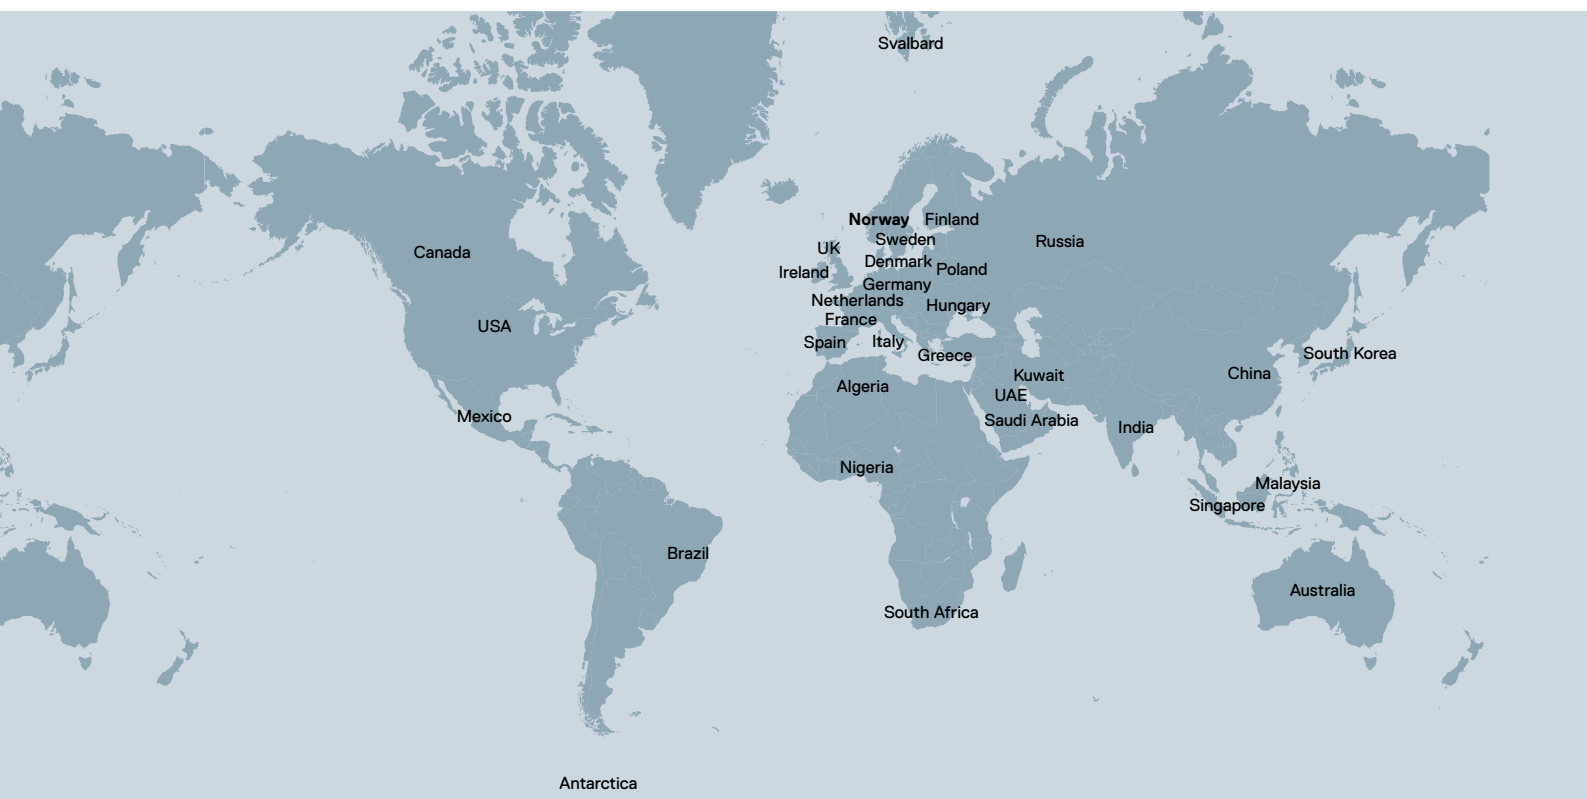 Svalbard
Norway
Finland
Sweden
Russia
UK
Canada
Denmark
Poland
Ireland
Germany
Netherlands
Hungary
France
USA
Spain
Italy
Greece
South Korea
China
Kuwait
Algeria
UAE
Mexico
Saudi Arabia
India
Nigeria
Malaysia
Singapore
Brazil
Australia
South Africa
Antarctica